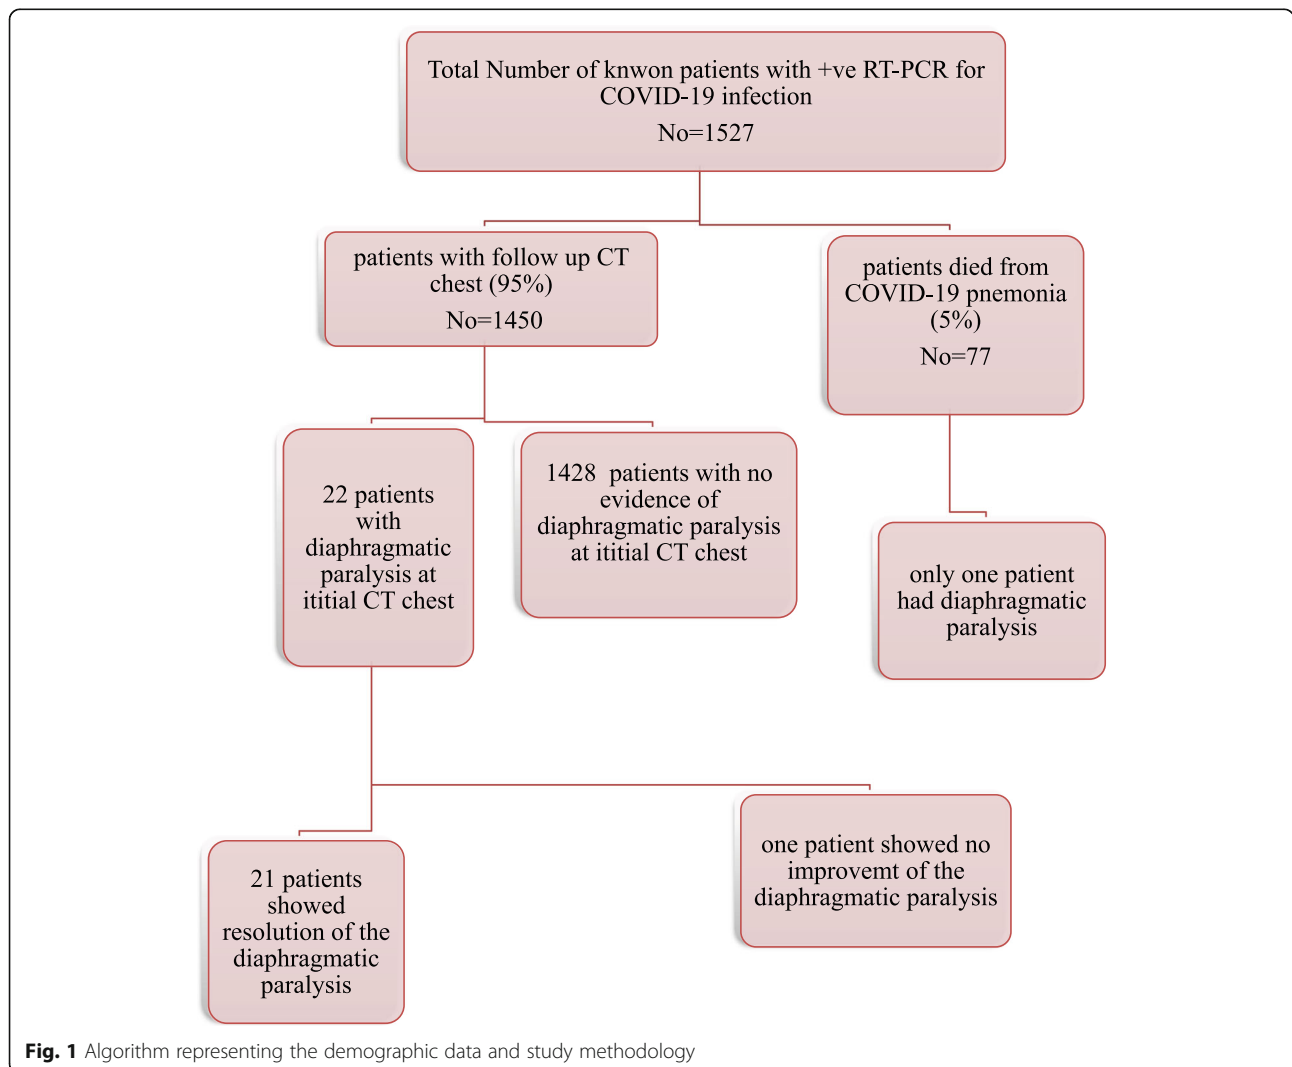 Total Number of knwon patients with +ve RT-PCR for
COVID-19 infection
No=1527
patients with follow up CT
chest (95%)
No=1450
patients died from
COVID-19 pnemonia
(5%)
No=77
22 patients
with
diaphragmatic
paralysis at
ititial CT chest
1428 patients with no
evidence of
diaphragmatic paralysis
at ititial CT chest
only one patient
had diaphragmatic
paralysis
21 patients
showed
resolution of the
diaphragmatic
paralysis
one patient showed no
improvemt of the
diaphragmatic paralysis
Fig. 1 Algorithm representing the demographic data and study methodology